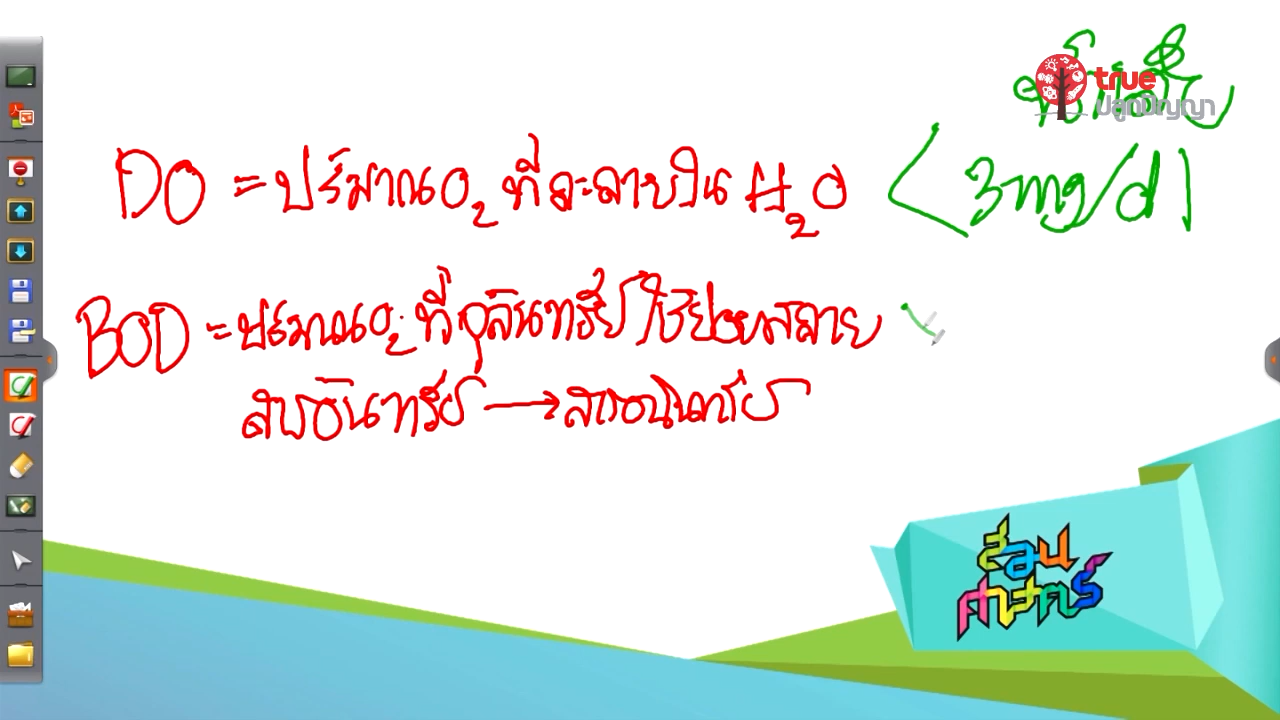 true
ปลูกปัญญา
DO = ปริมาณ O₂ ที่ละลายใน H₂O
(3mg/d)
BOD = ปริมาณ O₂ ที่จุลินทรีย์ ใช้ย่อยสลาย
สารอินทรีย์ → สารอนินทรีย์
สอน
ศาสตร์